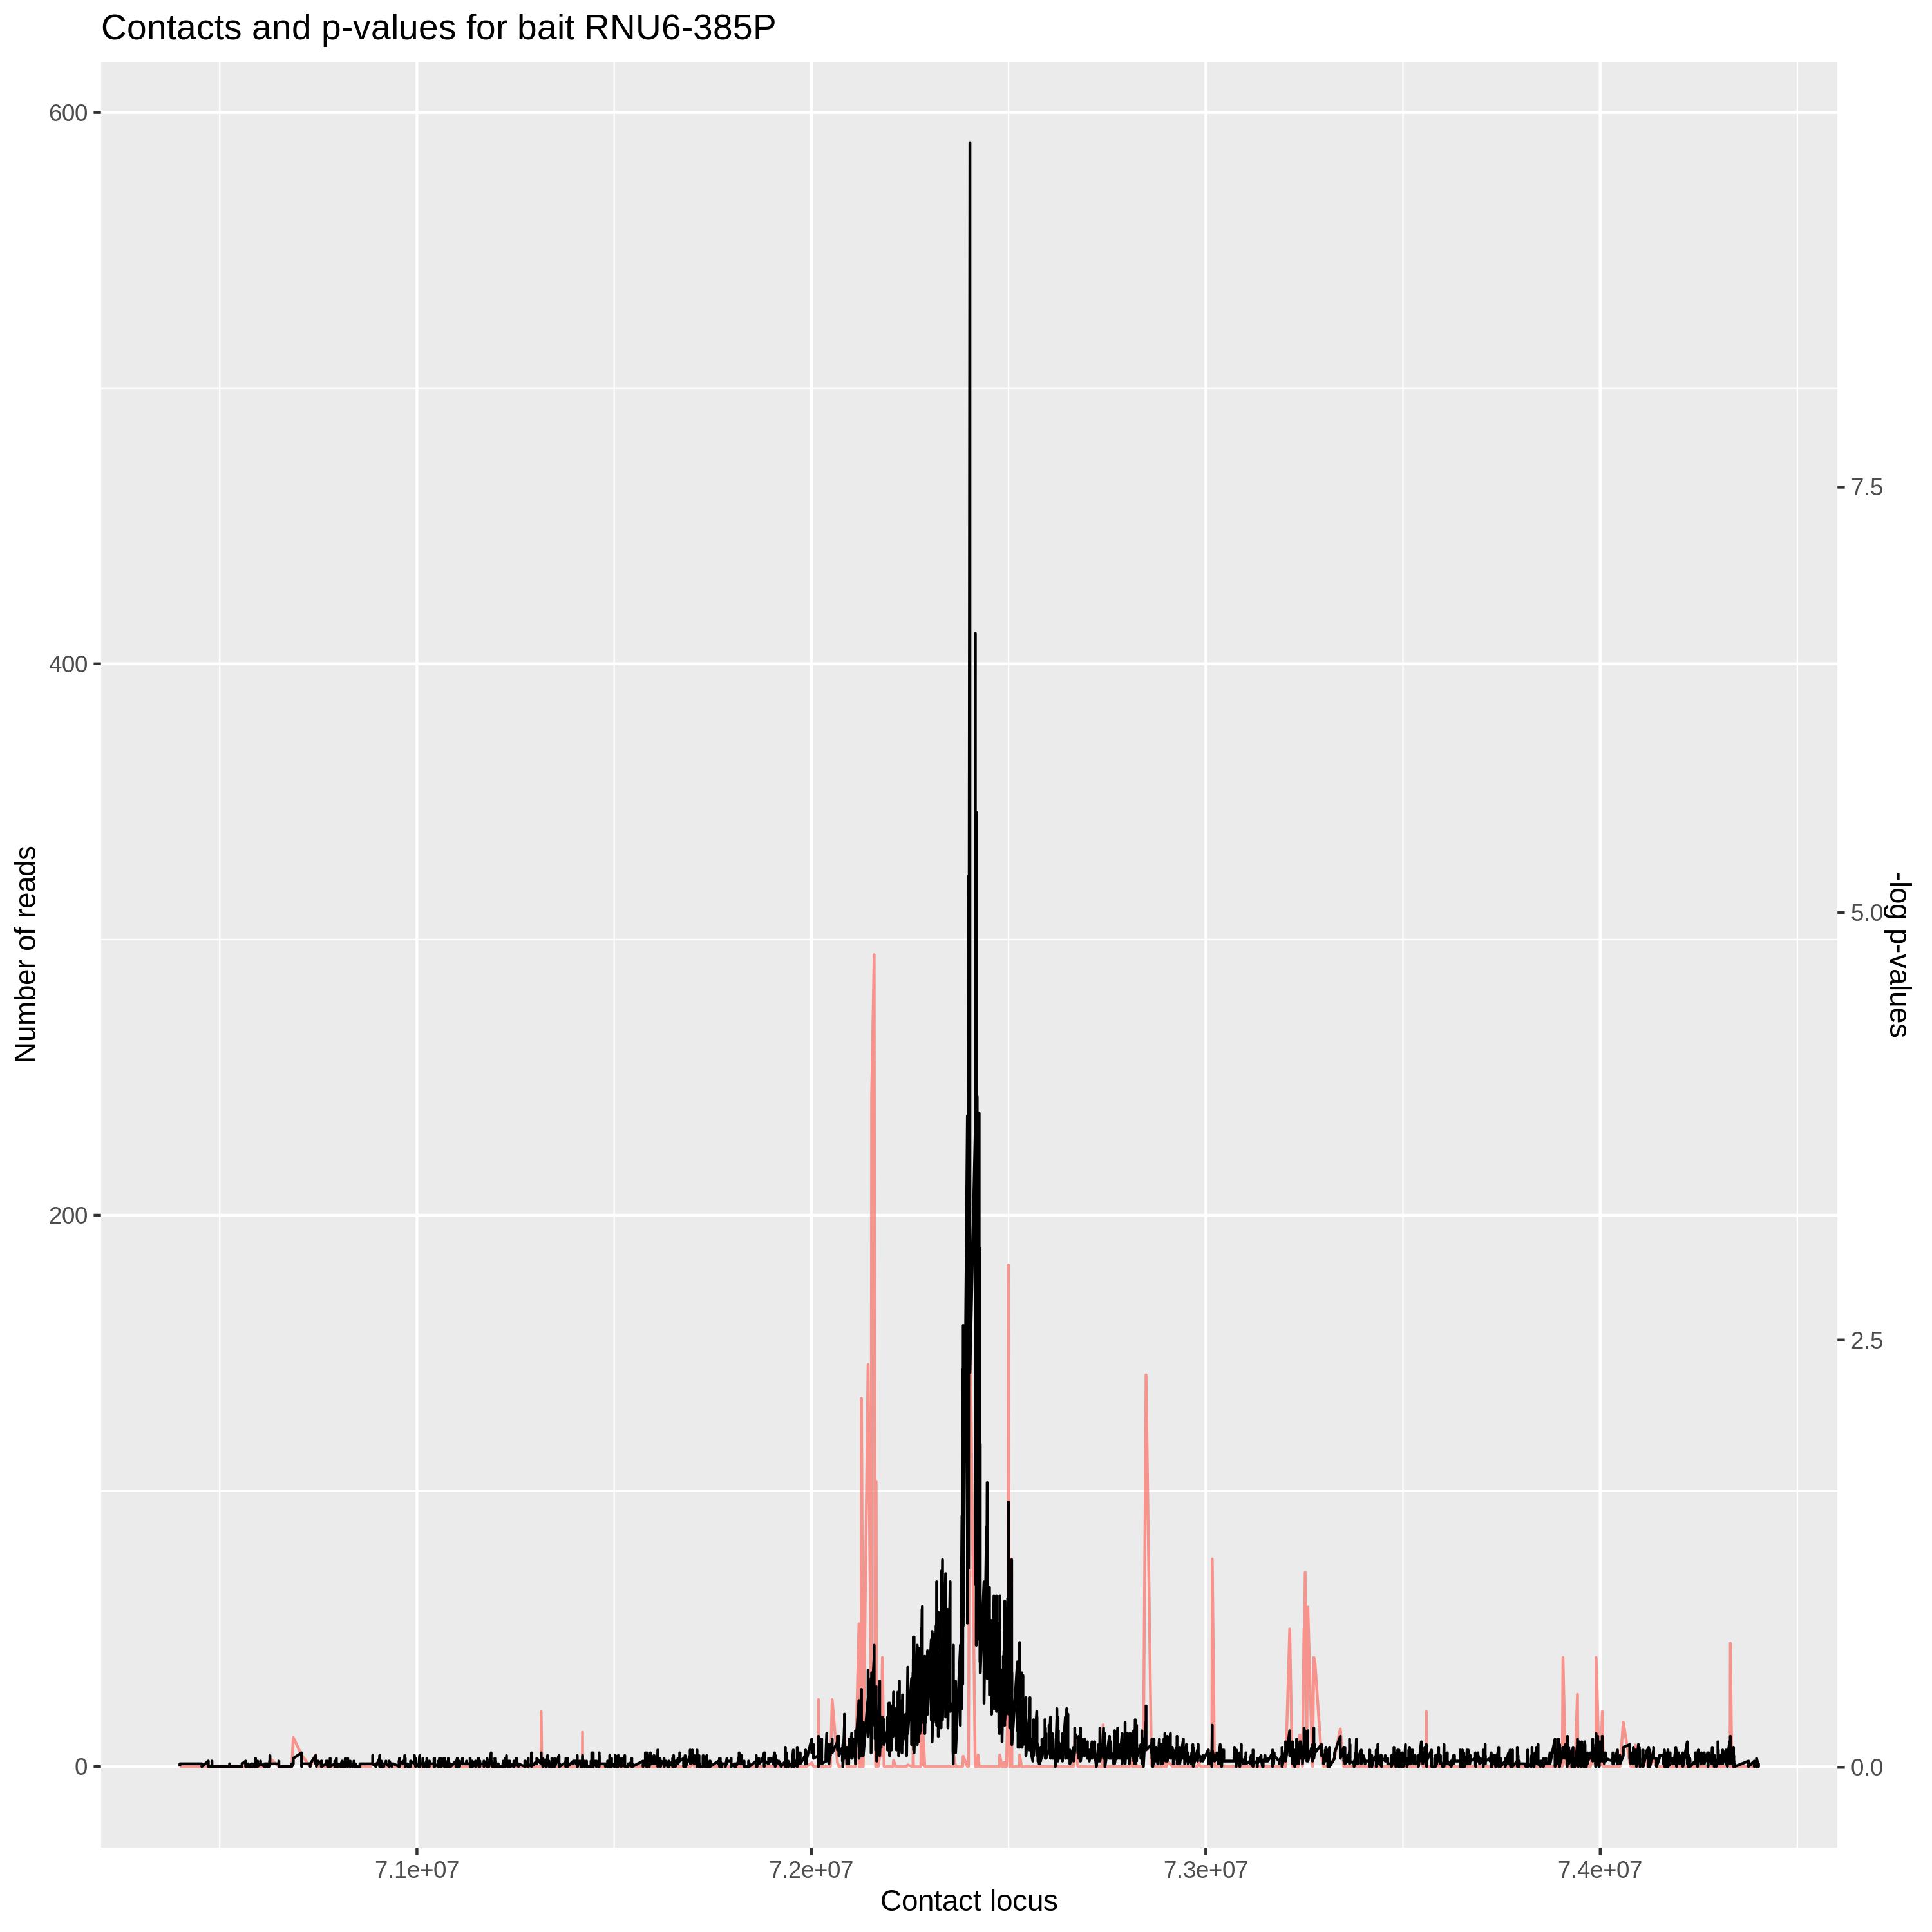 Contacts and p-values for bait RNU6-385P
600
400
200
0
Number of reads
7.5
5.0
2.5
0.0
-log p-values
7.1e+07
7.2e+07
7.3e+07
7.4e+07
Contact locus